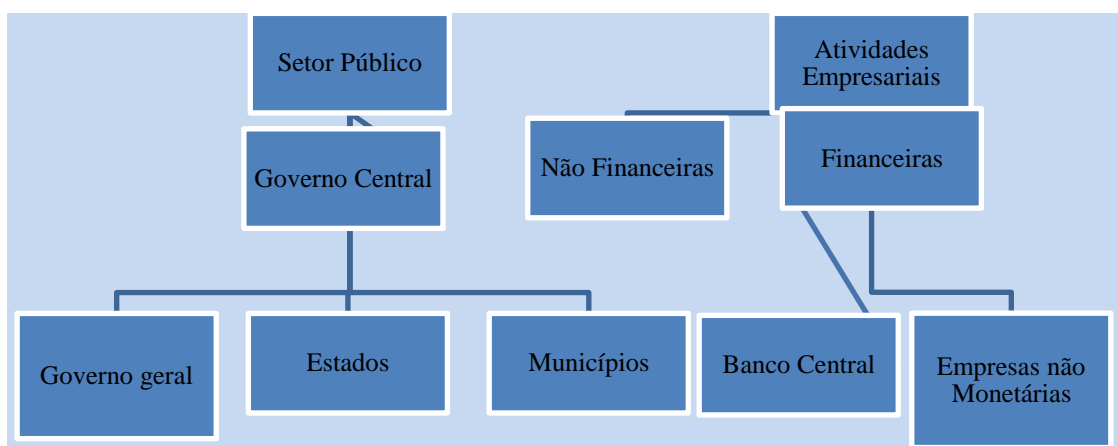 Setor Público
Atividades
Empresariais
Governo Central
Não Financeiras
Financeiras
Governo geral
Estados
Municípios
Banco Central
Empresas não
Monetárias